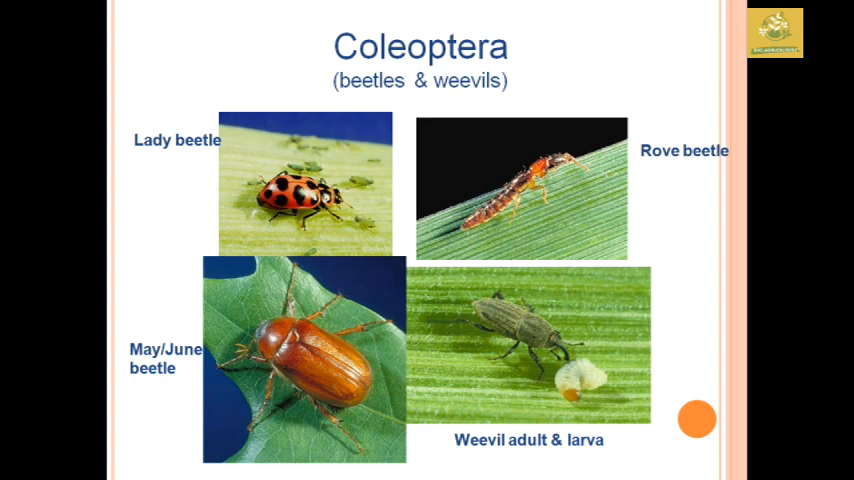 Coleoptera
(beetles & weevils)
Lady beetle
Rove beetle
May/June
beetle
Weevil adult & larva